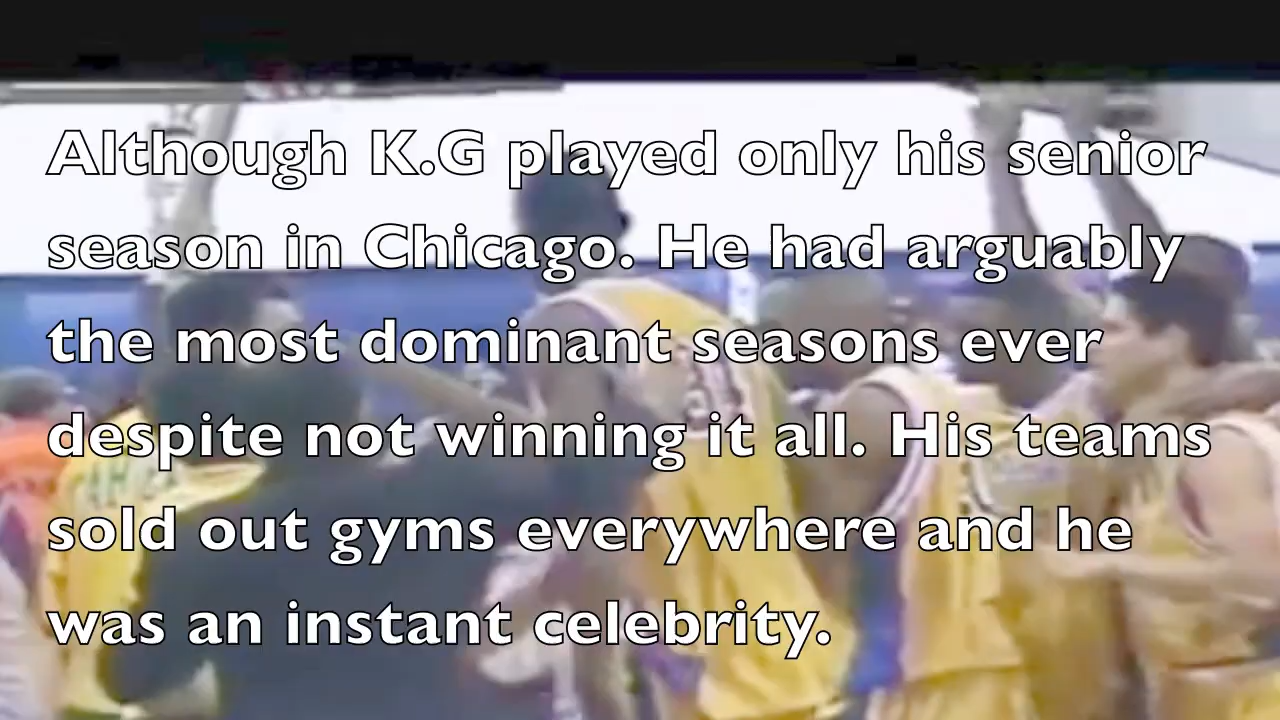 Although K.G played only his senior
season in Chicago. He had arguably
the most dominant seasons ever
despite not winning it all. His teams
sold out gyms everywhere and he
was an instant celebrity.